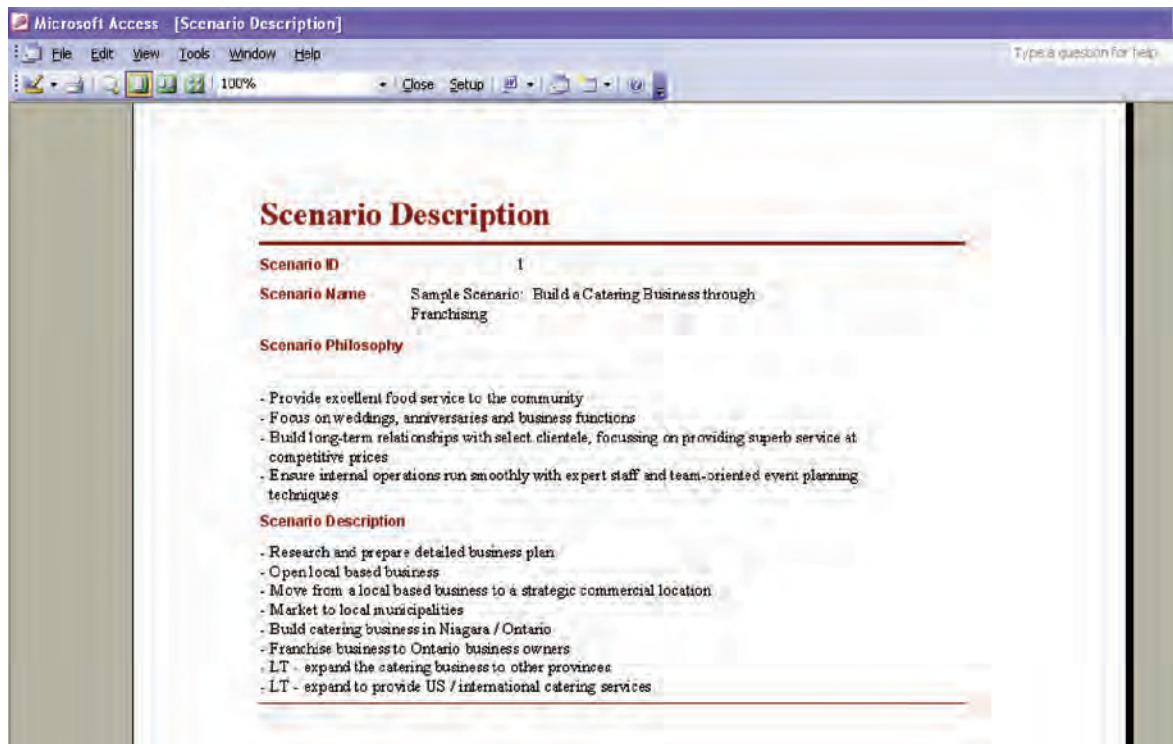 Microsoft Access [Scenario Description]
File Edit View Tools Window Help Type a question for help
100% Close Setup
Scenario Description
Scenario ID 1
Scenario Name Sample Scenario: Build a Catering Business through
Franchising
Scenario Philosophy
- Provide excellent food service to the community
- Focus on weddings, anniversaries and business functions
- Build long-term relationships with select clientele, focussing on providing superb service at
competitive prices
- Ensure internal operations run smoothly with expert staff and team-oriented event planning
techniques
Scenario Description
- Research and prepare detailed business plan
- Open local based business
- Move from a local based business to a strategic commercial location
- Market to local municipalities
- Build catering business in Niagara / Ontario
- Franchise business to Ontario business owners
- LT - expand the catering business to other provinces
- LT - expand to provide US / international catering services